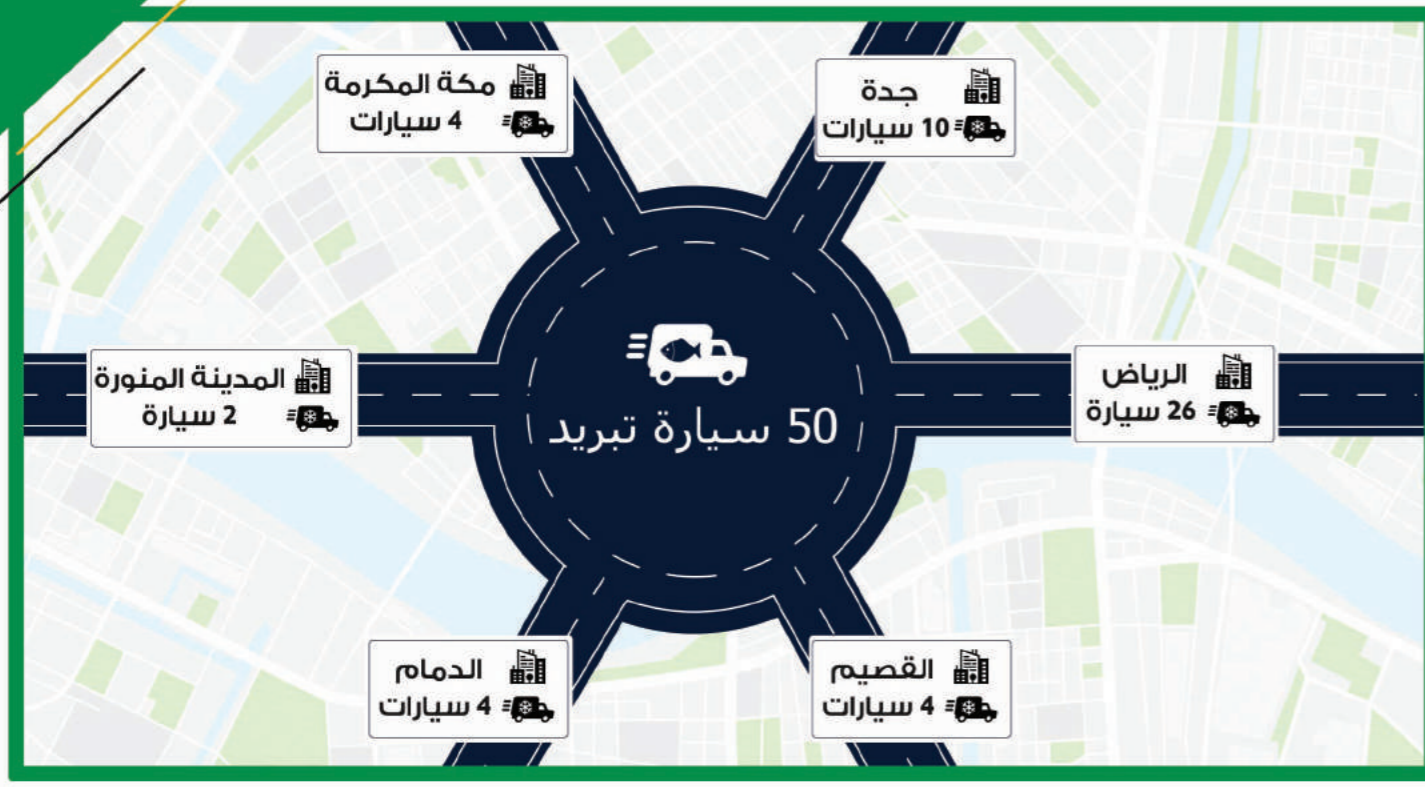 جدة
10 سيارات
مكة المكرمة
4 سيارات
الرياض
26 سيارة
50 سيارة تبريد
المدينة المنورة
2 سيارة
القصيم
4 سيارات
الدمام
4 سيارات